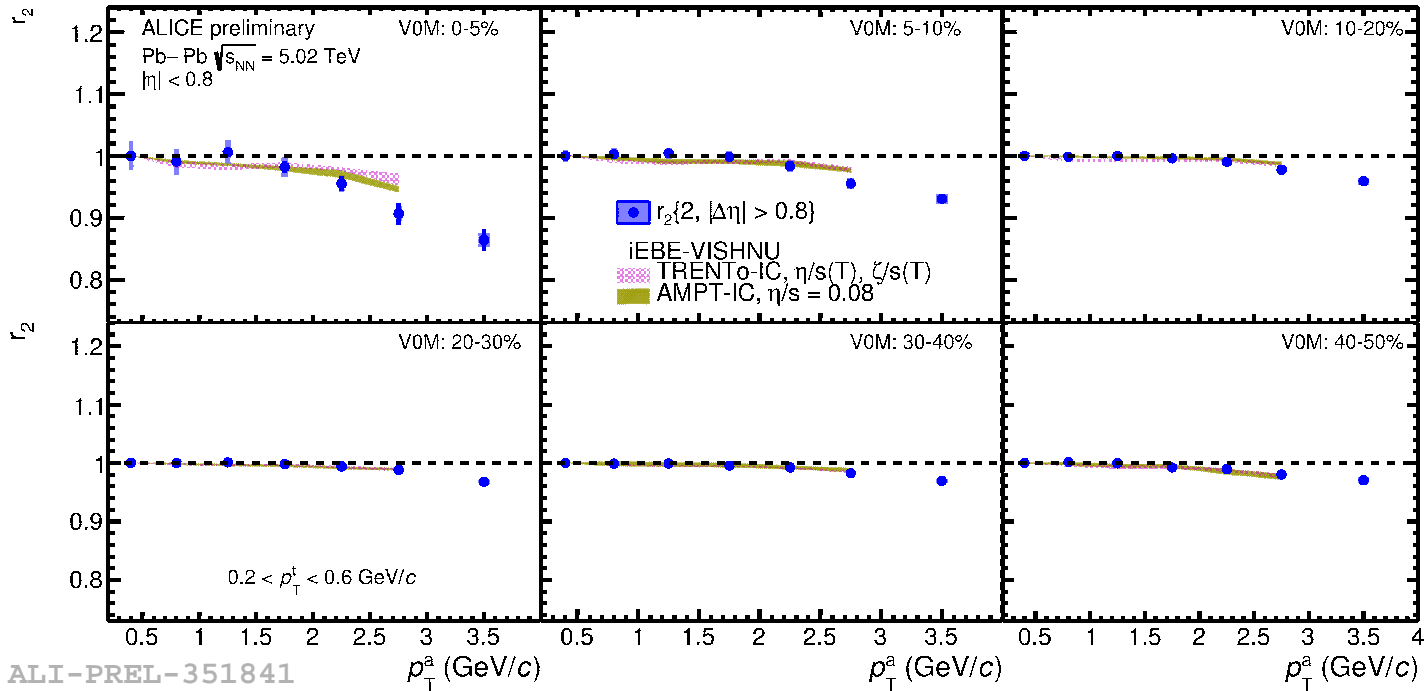 r2
1.2
1.1
1
0.9
0.8
ALICE preliminary
Pb– Pb √sNN = 5.02 TeV
|η| < 0.8
V0M: 0-5%
V0M: 5-10%
r2{2, |Δη| > 0.8}
iEBE-VISHNU
TRENTo-IC, η/s(T), ζ/s(T)
AMPT-IC, η/s = 0.08
V0M: 10-20%
r2
1.2
1.1
1
0.9
0.8
V0M: 20-30%
0.2 < ptT < 0.6 GeV/c
V0M: 30-40%
V0M: 40-50%
0.5 1 1.5 2 2.5 3 3.5
0.5 1 1.5 2 2.5 3 3.5
0.5 1 1.5 2 2.5 3 3.5 4
paT (GeV/c)
paT (GeV/c)
paT (GeV/c)
ALI-PREL-351841